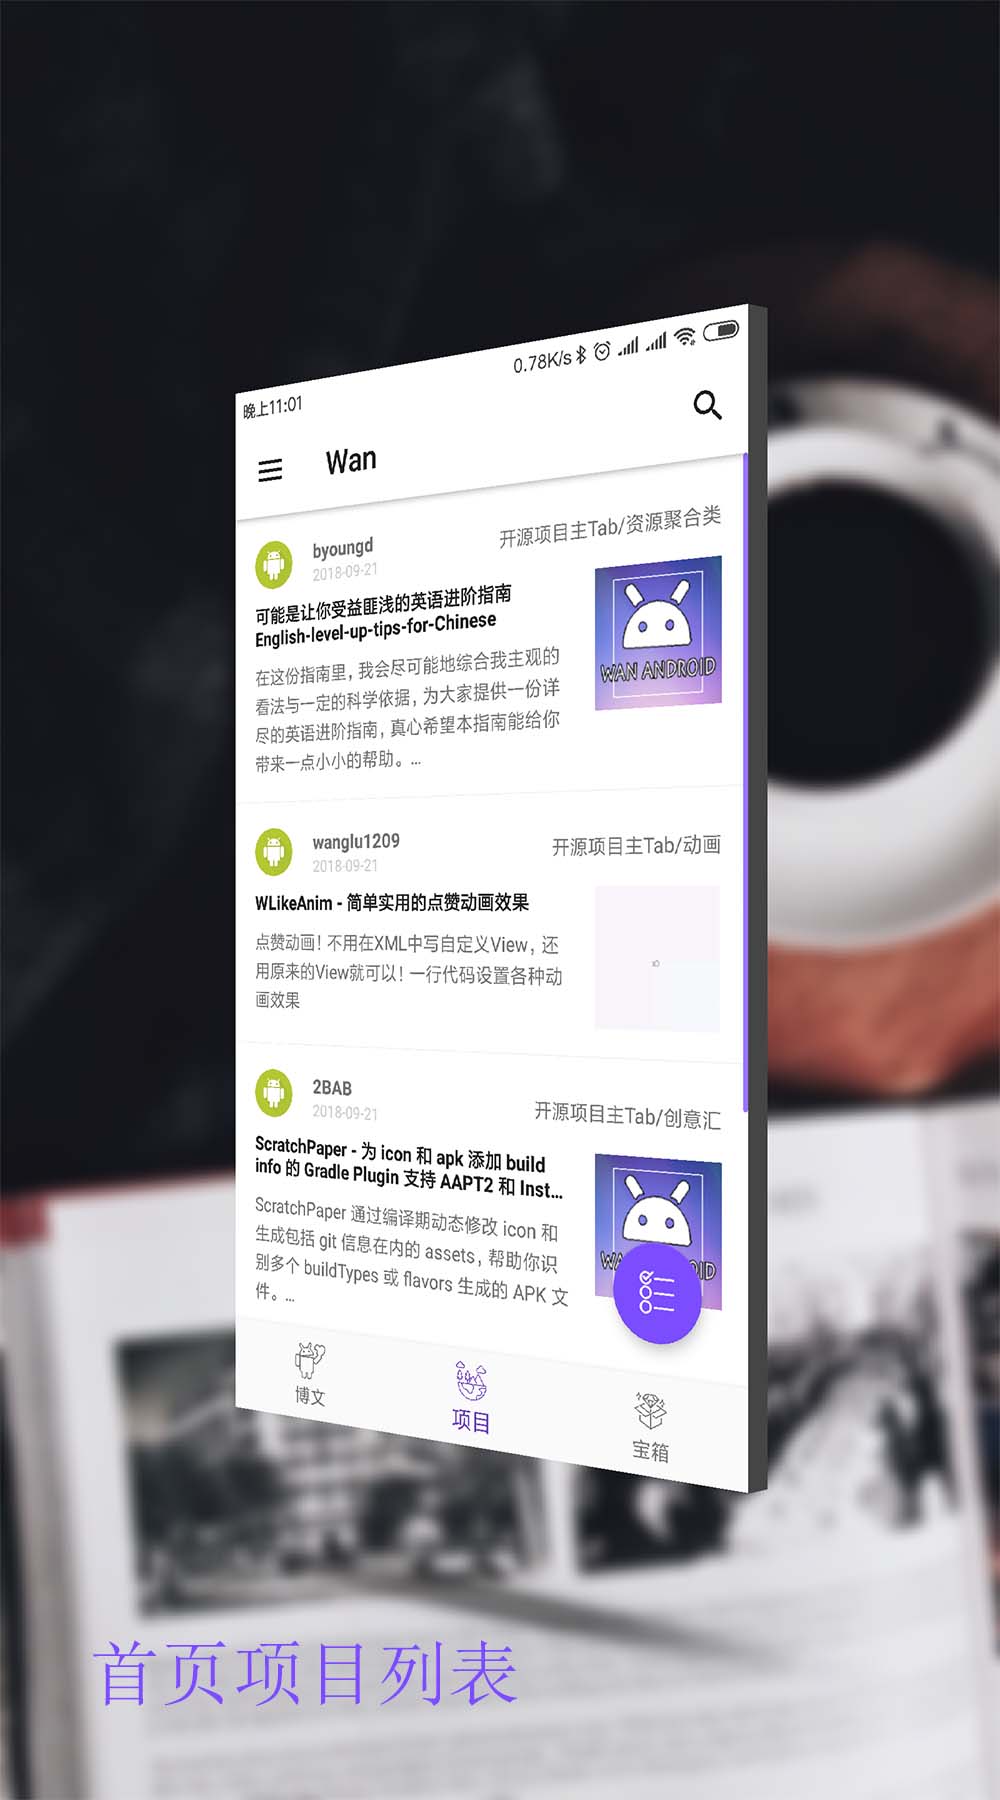 晚上11:01
0.78K/s
Wan
byoungd
开源项目主Tab/资源聚合类
2018-09-21
可能是让你受益匪浅的英语进阶指南
English-level-up-tips-for-Chinese
在这份指南里，我会尽可能地综合我主观的
看法与一定的科学依据，为大家提供一份详
尽的英语进阶指南，真心希望本指南能给你
带来一点小小的帮助。...
WAN ANDROID
wanglu1209
开源项目主Tab/动画
2018-09-21
WLikeAnim - 简单实用的点赞动画效果
点赞动画！不用在XML中写自定义View，还
用原来的View就可以！一行代码设置各种动
画效果
2BAB
开源项目主Tab/创意汇
2018-09-21
ScratchPaper - 为 icon 和 apk 添加 build
info 的 Gradle Plugin 支持 AAPT2 和 Inst...
ScratchPaper 通过编译期动态修改 icon 和
生成包括 git 信息在内的 assets，帮助你识
别多个 buildTypes 或 flavors 生成的 APK 文
件。...
博文
项目
宝箱
首页项目列表